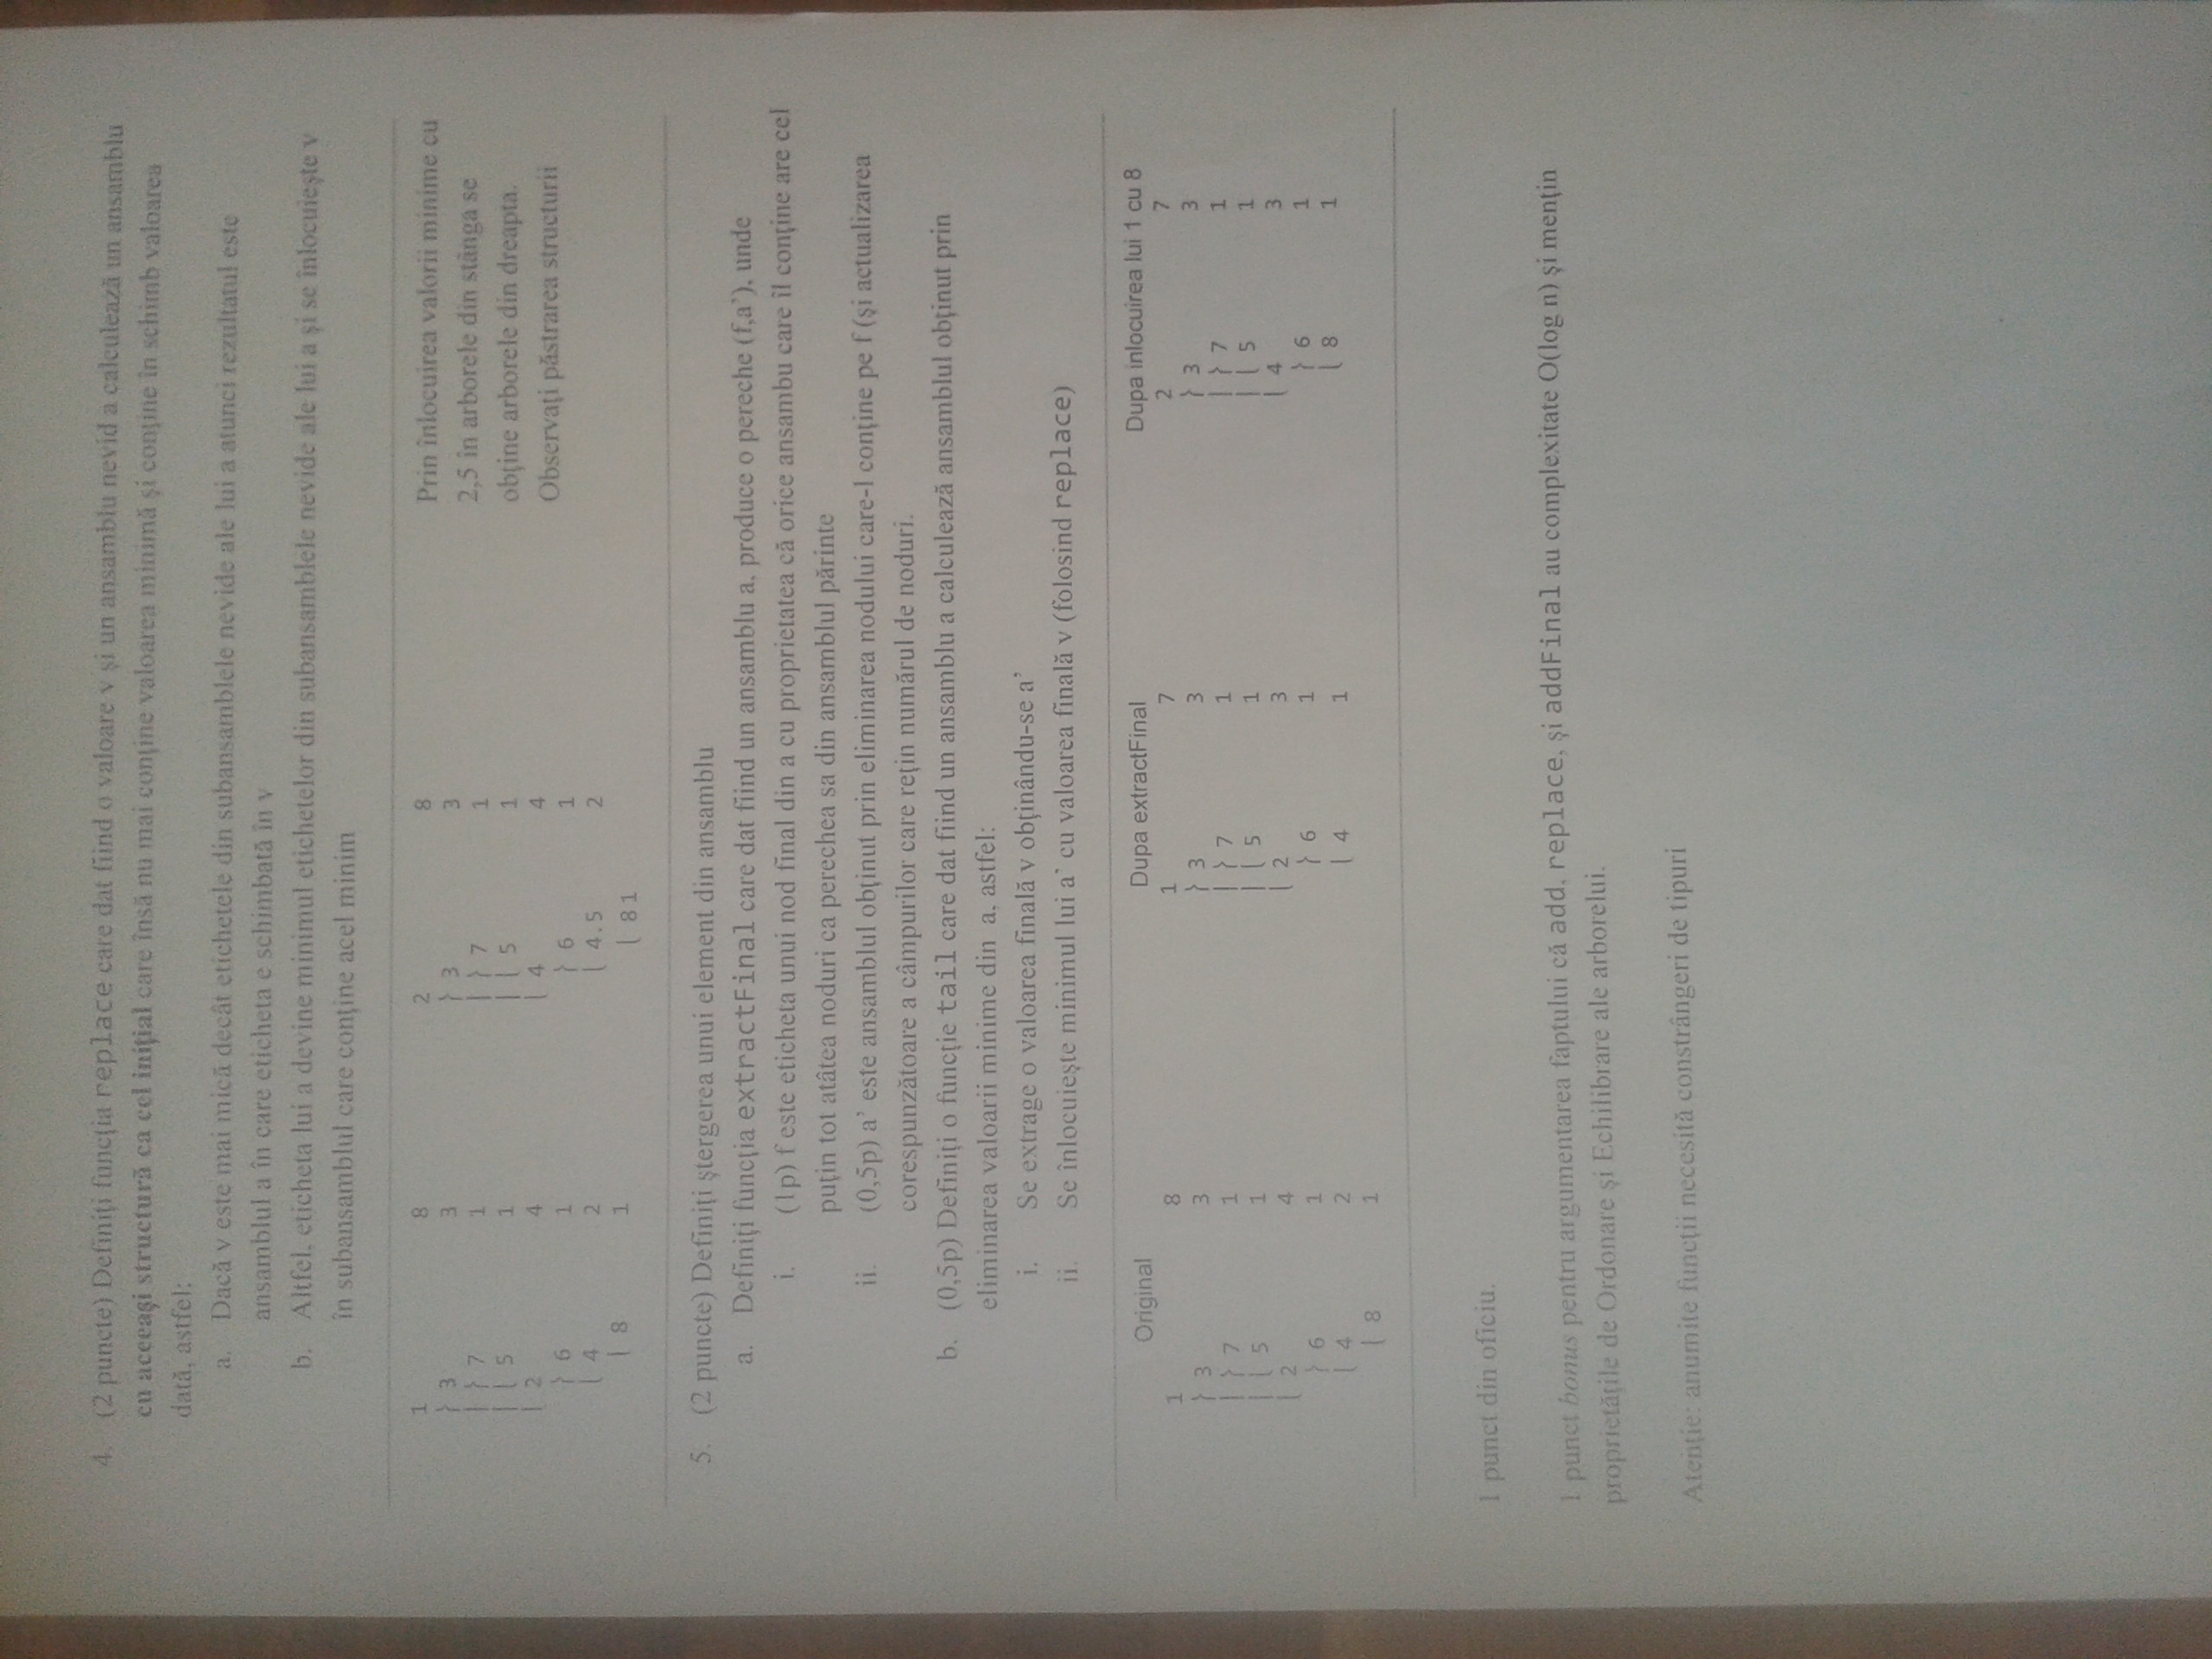 4. (2 puncte) Definiți funcția replace care dat fiind o valoare v și un ansamblu nevid a calculează un ansamblu
cu aceeași structură ca cel inițial care însă nu mai conține valoarea minimă și conține în schimb valoarea
dată, astfel:
a. Dacă v este mai mică decât etichetele din subansamblele nevide ale lui a atunci rezultatul este
ansamblul a în care eticheta e schimbată în v
b. Altfel, eticheta lui a devine minimul etichetelor din subansamblele nevide ale lui a și se înlocuiește v
în subansamblul care conține acel minim
1 8 2 8 Prin înlocuirea valorii minime cu
} 3 3 } 3 3 2,5 în arborele din stânga se
| } 7 1 | } 7 1 obține arborele din dreapta.
| ⌊ 5 1 | ⌊ 5 1 Observați păstrarea structurii
⌊ 2 4 ⌊ 4 4
} 6 1 } 6 1
⌊ 4 2 ⌊ 4.5 2
⌊ 8 1 ⌊ 8 1
5. (2 puncte) Definiți ștergerea unui element din ansamblu
a. Definiți funcția extractFinal care dat fiind un ansamblu a, produce o pereche (f,a’), unde
i. (1p) f este eticheta unui nod final din a cu proprietatea că orice ansambu care îl conține are cel
puțin tot atâtea noduri ca perechea sa din ansamblul părinte
ii. (0,5p) a’ este ansamblul obținut prin eliminarea nodului care-l conține pe f (și actualizarea
corespunzătoare a câmpurilor care rețin numărul de noduri.
b. (0,5p) Definiți o funcție tail care dat fiind un ansamblu a calculează ansamblul obținut prin
eliminarea valoarii minime din a, astfel:
i. Se extrage o valoarea finală v obținându-se a’
ii. Se înlocuiește minimul lui a’ cu valoarea finală v (folosind replace)
Original Dupa extractFinal Dupa inlocuirea lui 1 cu 8
1 8 1 7 2 7
} 3 3 } 3 3 } 3 3
| } 7 1 | } 7 1 | } 7 1
| ⌊ 5 1 | ⌊ 5 1 | ⌊ 5 1
⌊ 2 4 ⌊ 2 3 ⌊ 4 3
} 6 1 } 6 1 } 6 1
⌊ 4 2 ⌊ 4 1 ⌊ 8 1
⌊ 8 1
1 punct din oficiu.
1 punct bonus pentru argumentarea faptului că add, replace, și addFinal au complexitate O(log n) și mențin
proprietățile de Ordonare și Echilibrare ale arborelui.
Atenție: anumite funcții necesită constrângeri de tipuri